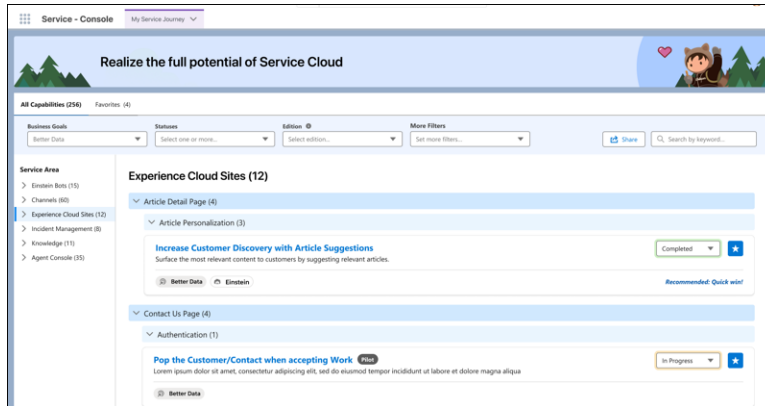 Service - Console
My Service Journey
Realize the full potential of Service Cloud
All Capabilities (256)
Favorites (4)
Business Goals
Statuses
Edition
More Filters
Better Data
Select one or more...
Select edition..
Set more filters...
Share
Search by keyword...
Service Area
Einstein Bots (15)
Channels (60)
Experience Cloud Sites (12)
Incident Management (8)
Knowledge (11)
Agent Console (35)
Experience Cloud Sites (12)
Article Detail Page (4)
Article Personalization (3)
Increase Customer Discovery with Article Suggestions
Surface the most relevant content to customers by suggesting relevant articles.
Completed
Better Data
Einstein
Recommended: Quick win!
Contact Us Page (4)
Authentication (1)
Pop the Customer/Contact when accepting Work
Pilot
Lorem ipsum dolor sit amet, consectetur adipiscing elit, sed do eiusmod tempor incididunt ut labore et dolore magna aliqua
In Progress
Better Data